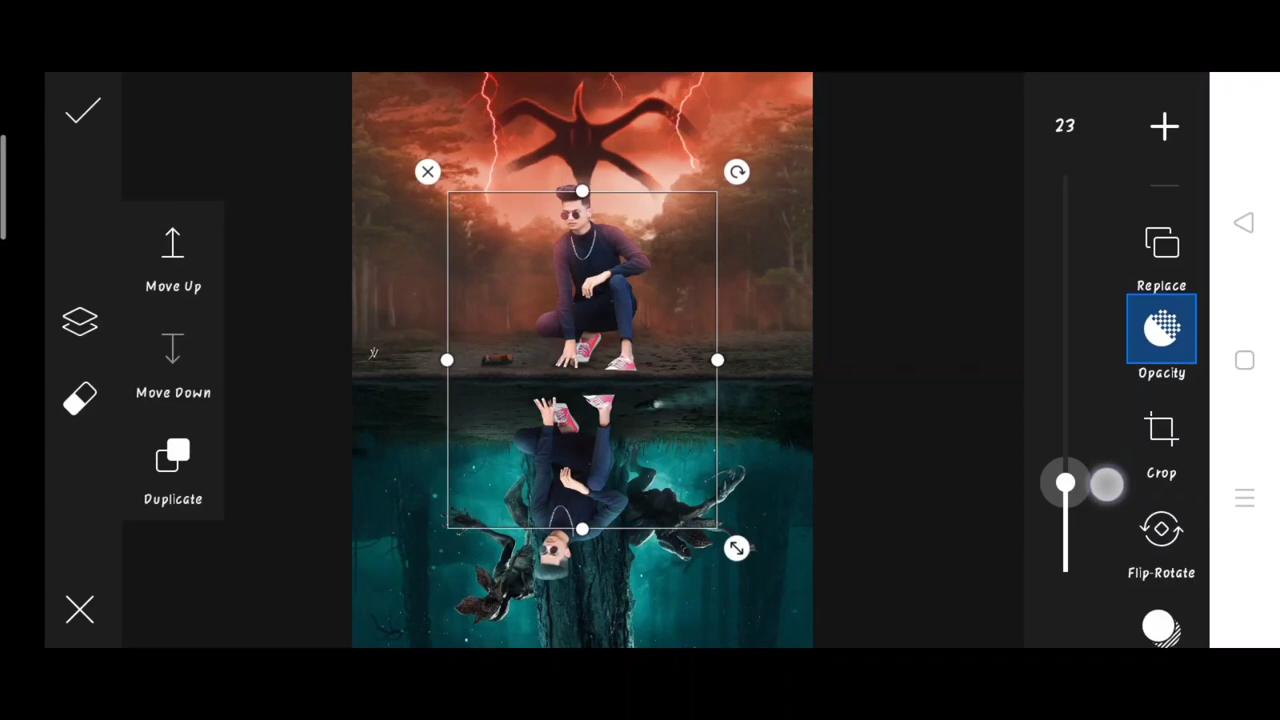 23
Move Up
Replace
Opacity
Move Down
Crop
Duplicate
Flip-Rotate